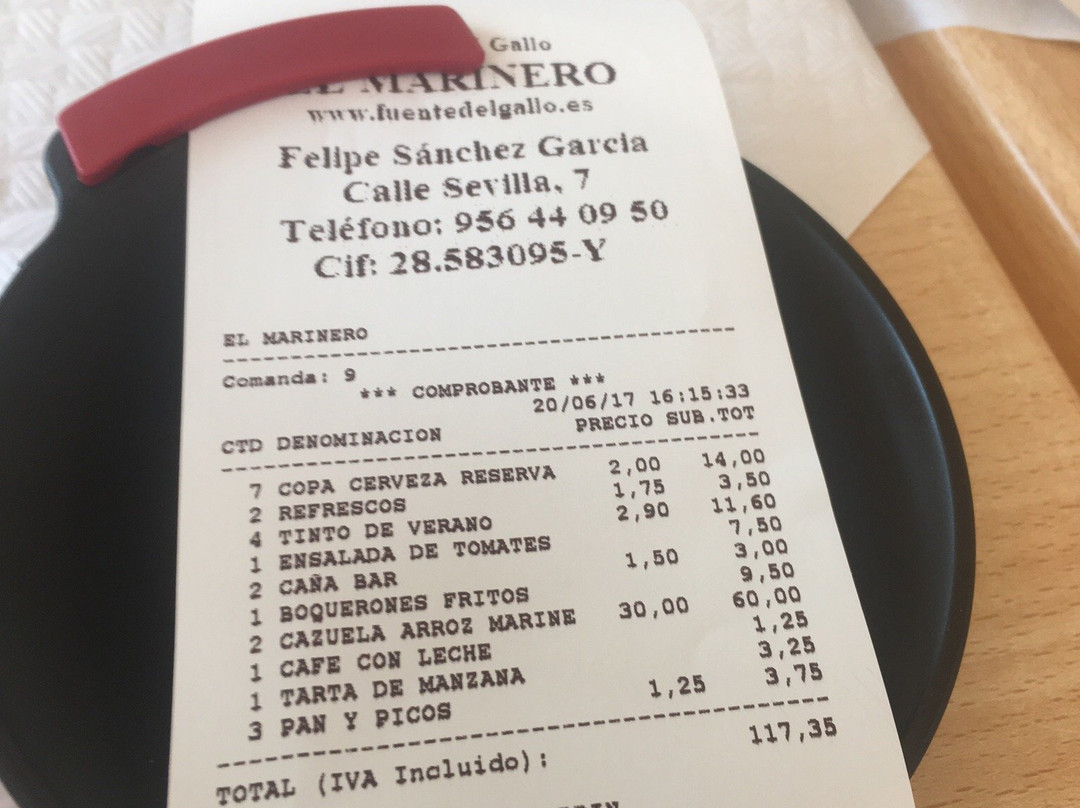 Gallo
EL MARINERO
www.fuentedelgallo.es
Felipe Sánchez Garcia
Calle Sevilla, 7
Teléfono: 956 44 09 50
Cif: 28.583095-Y
EL MARINERO
Comanda: 9
*** COMPROBANTE ***
20/06/17 16:15:33
CTD DENOMINACION PRECIO SUB.TOT
7 COPA CERVEZA RESERVA 2,00 14,00
2 REFRESCOS 1,75 3,50
4 TINTO DE VERANO 2,90 11,60
1 ENSALADA DE TOMATES 7,50
2 CAÑA BAR 1,50 3,00
1 BOQUERONES FRITOS 9,50
2 CAZUELA ARROZ MARINE 30,00 60,00
1 CAFE CON LECHE 1,25
1 TARTA DE MANZANA 3,25
3 PAN Y PICOS 1,25 3,75
TOTAL (IVA Incluido): 117,35